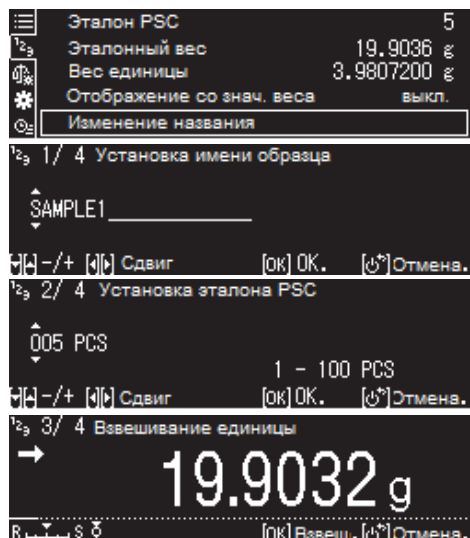 Эталон PSC 5
Эталонный вес 19.9036 g
Вес единицы 3.9807200 g
Отображение со знач. веса выкл.
Изменение названия
1/ 4 Установка имени образца
SAMPLE1______________
-/+ Сдвиг [OK] OK. Отмена.
2/ 4 Установка эталона PSC
005 PCS
1 - 100 PCS
-/+ Сдвиг [OK] OK. Отмена.
3/ 4 Взвешивание единицы
19.9032 g
R S [OK] Взвеш. Отмена.